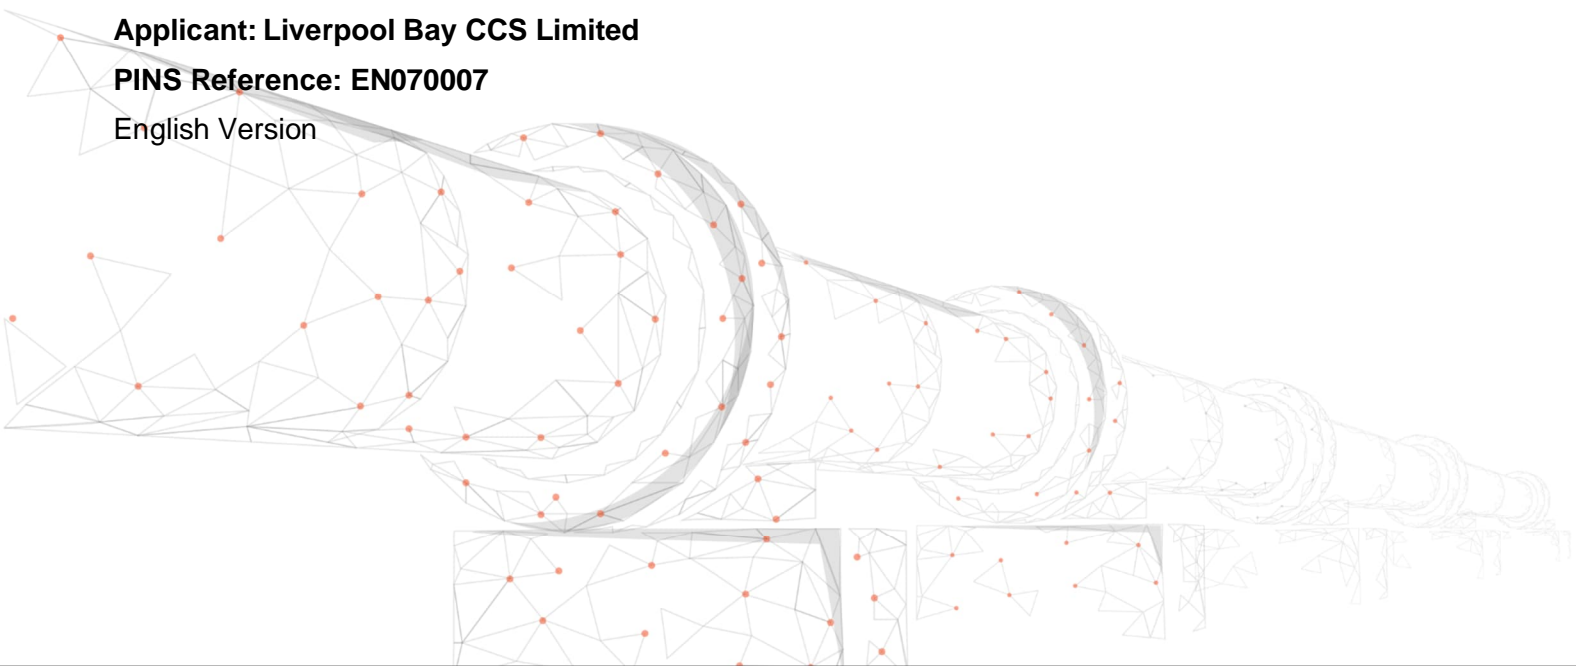 Applicant: Liverpool Bay CCS Limited
PINS Reference: EN070007
English Version